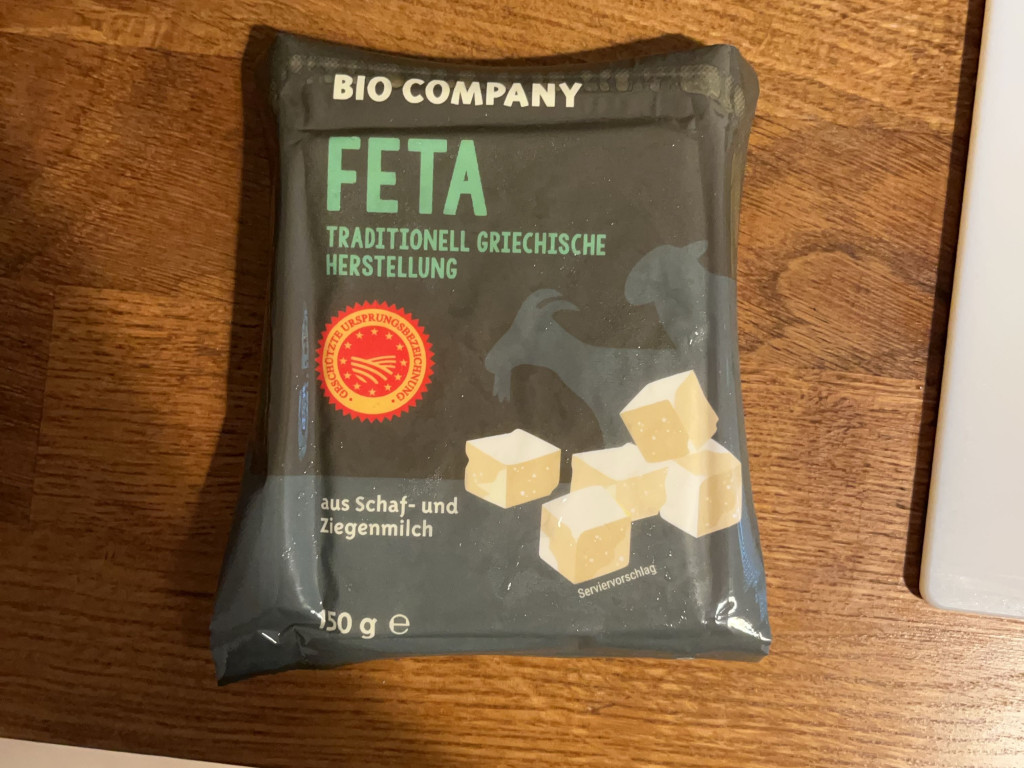 BIO COMPANY
FETA
TRADITIONELL GRIECHISCHE
HERSTELLUNG
GESCHÜTZTE URSPRUNGSBEZEICHNUNG
aus Schaf- und
Ziegenmilch
Serviervorschlag
150 g ℮